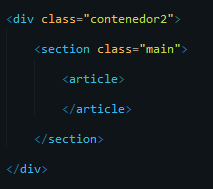 <div class="contenedor2">
<section class="main">
<article>
</article>
</section>
</div>